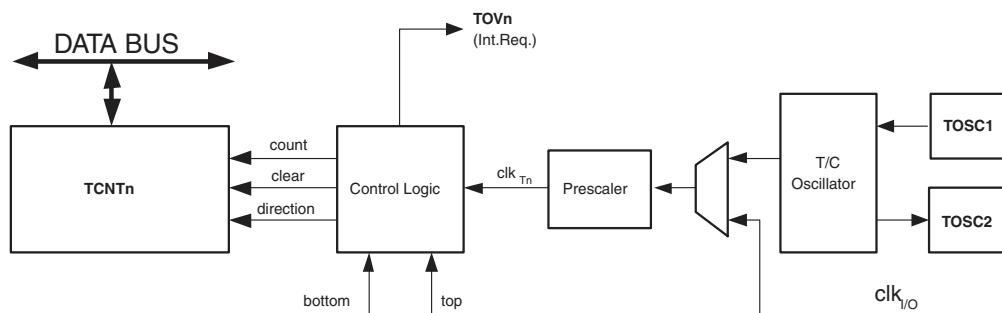 TOVn
(Int.Req.)
DATA BUS
TOSC1
count
T/C
Oscillator
TCNTn
clear
Control Logic
clk Tn
Prescaler
direction
TOSC2
bottom
top
clk I/O